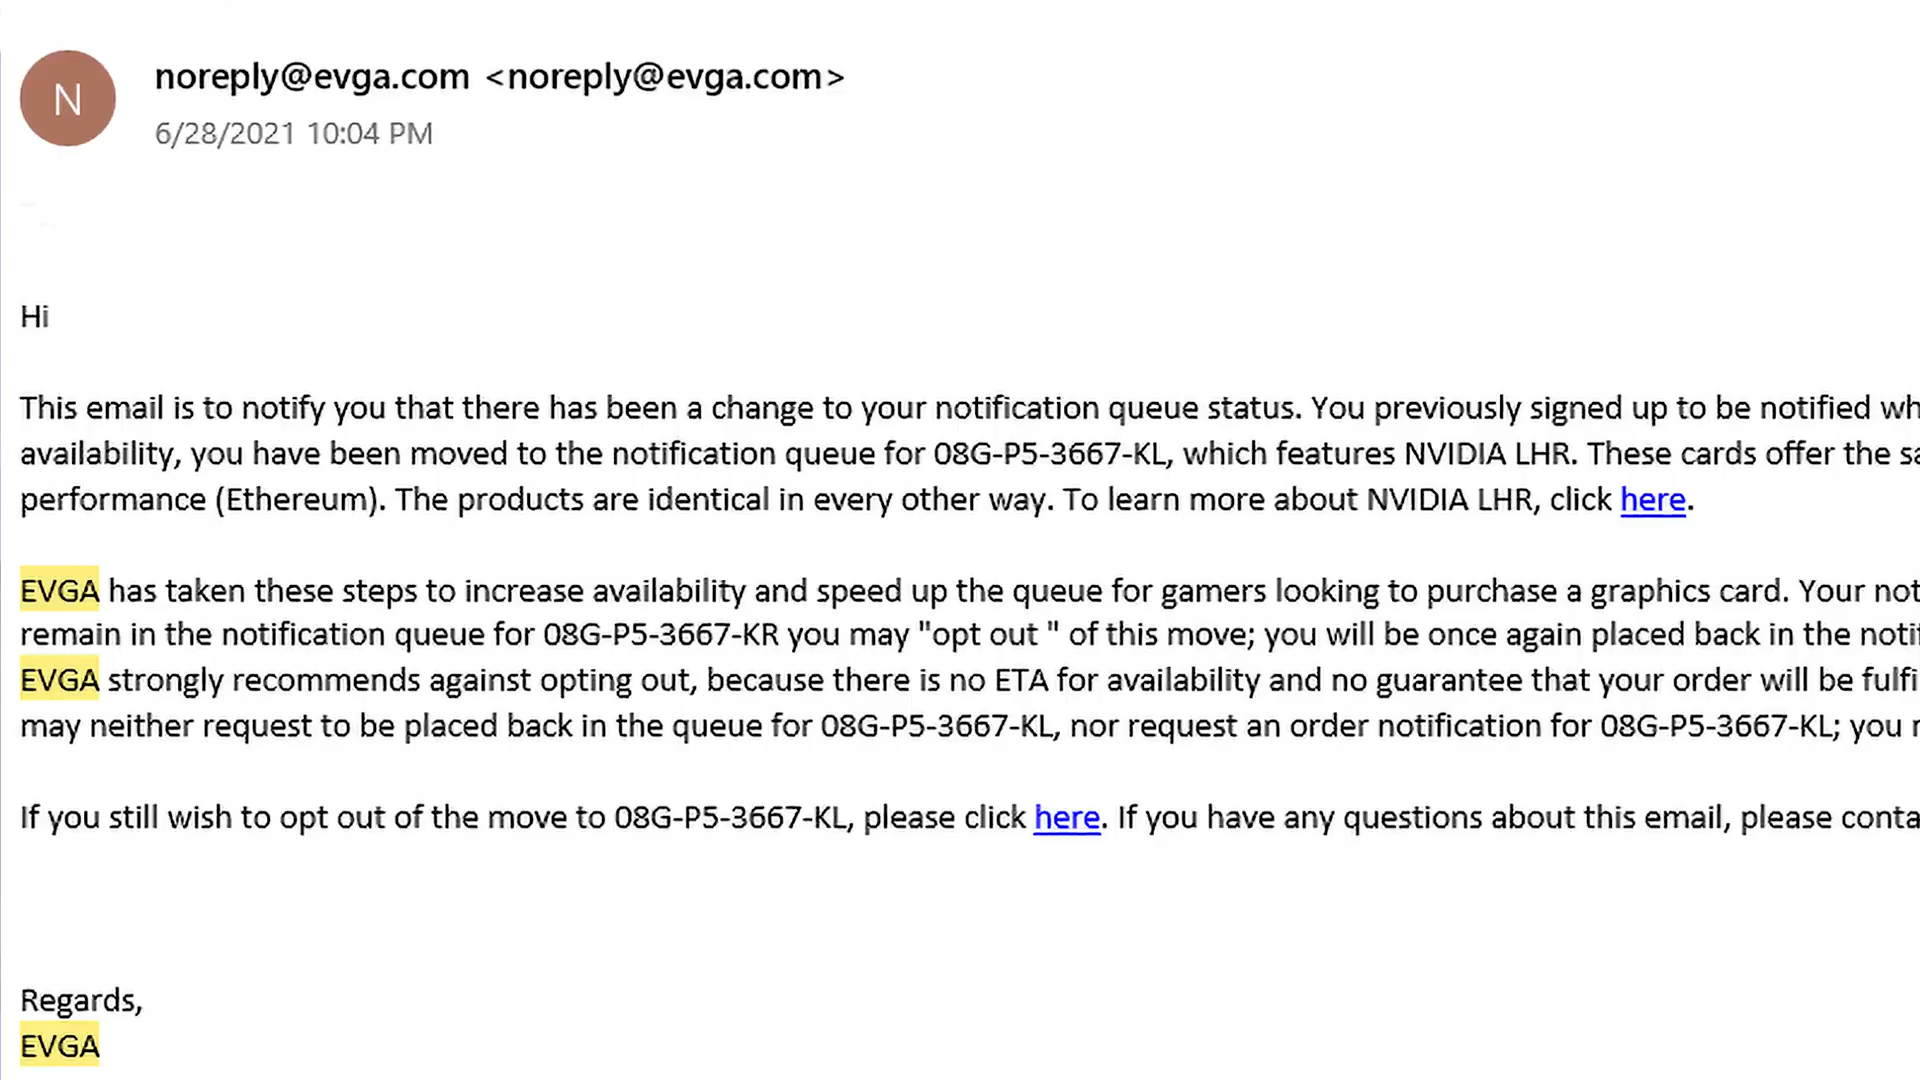 N
noreply@evga.com <noreply@evga.com>
6/28/2021 10:04 PM
Hi
This email is to notify you that there has been a change to your notification queue status. You previously signed up to be notified
availability, you have been moved to the notification queue for 08G-P5-3667-KL, which features NVIDIA LHR. These cards offer the
performance (Ethereum). The products are identical in every other way. To learn more about NVIDIA LHR, click here.
EVGA has taken these steps to increase availability and speed up the queue for gamers looking to purchase a graphics card. Your
remain in the notification queue for 08G-P5-3667-KR you may "opt out " of this move; you will be once again placed back in the
EVGA strongly recommends against opting out, because there is no ETA for availability and no guarantee that your order will be
may neither request to be placed back in the queue for 08G-P5-3667-KL, nor request an order notification for 08G-P5-3667-KL; you
If you still wish to opt out of the move to 08G-P5-3667-KL, please click here. If you have any questions about this email, please
Regards,
EVGA